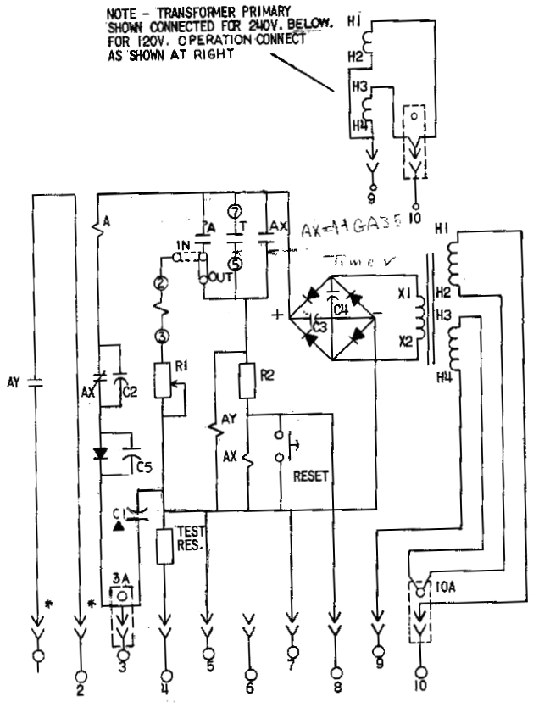 NOTE - TRANSFORMER PRIMARY
SHOWN CONNECTED FOR 240V. BELOW.
FOR 120V. OPERATION CONNECT
AS SHOWN AT RIGHT
H1
H2
H3
H4
9
10
A
A
7
T
AX
AX=11GA35
Timer
IN
5
OUT
2
3
+
C3
C4
-
X1
X2
H1
H2
H3
H4
AY
AX
C2
R1
R2
AY
AX
C5
RESET
C1
TEST
RES.
3A
10A
*
*
1
2
3
4
5
6
7
8
9
10